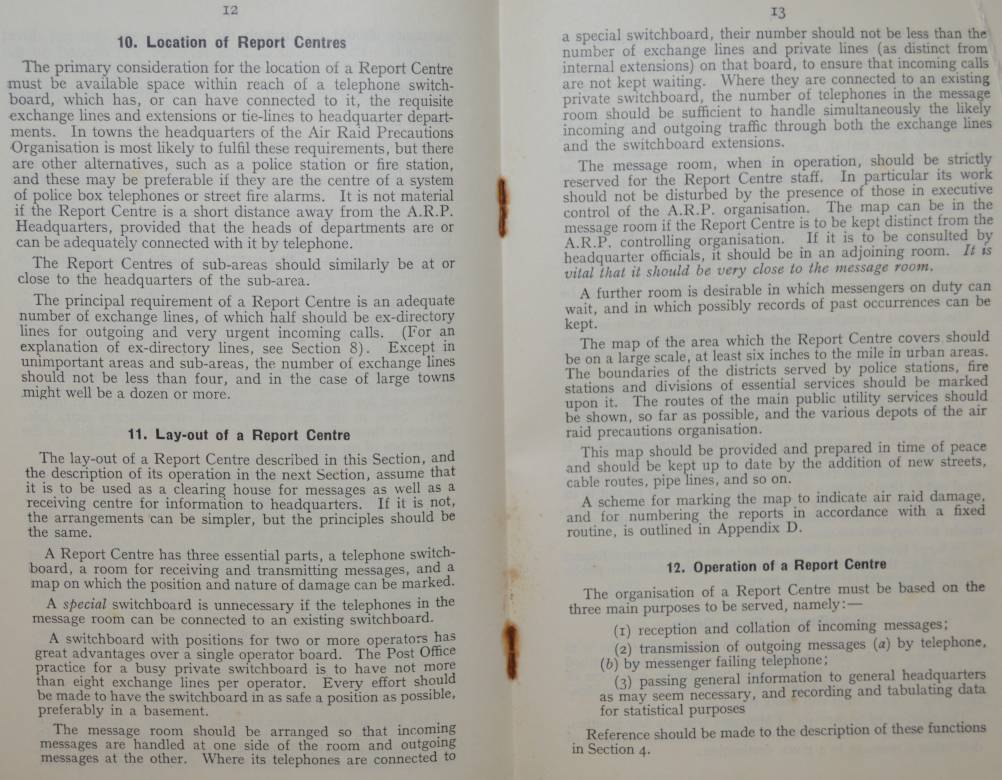 12
10. Location of Report Centres
The primary consideration for the location of a Report Centre
must be available space within reach of a telephone switch-
board, which has, or can have connected to it, the requisite
exchange lines and extensions or tie-lines to headquarter depart-
ments. In towns the headquarters of the Air Raid Precautions
Organisation is most likely to fulfil these requirements, but there
are other alternatives, such as a police station or fire station,
and these may be preferable if they are the centre of a system
of police box telephones or street fire alarms. It is not material
if the Report Centre is a short distance away from the A.R.P.
Headquarters, provided that the heads of departments are or
can be adequately connected with it by telephone.
The Report Centres of sub-areas should similarly be at or
close to the headquarters of the sub-area.
The principal requirement of a Report Centre is an adequate
number of exchange lines, of which half should be ex-directory
lines for outgoing and very urgent incoming calls. (For an
explanation of ex-directory lines, see Section 8). Except in
unimportant areas and sub-areas, the number of exchange lines
should not be less than four, and in the case of large towns
might well be a dozen or more.
11. Lay-out of a Report Centre
The lay-out of a Report Centre described in this Section, and
the description of its operation in the next Section, assume that
it is to be used as a clearing house for messages as well as a
receiving centre for information to headquarters. If it is not,
the arrangements can be simpler, but the principles should be
the same.
A Report Centre has three essential parts, a telephone switch-
board, a room for receiving and transmitting messages, and a
map on which the position and nature of damage can be marked.
A special switchboard is unnecessary if the telephones in the
message room can be connected to an existing switchboard.
A switchboard with positions for two or more operators has
great advantages over a single operator board. The Post Office
practice for a busy private switchboard is to have not more
than eight exchange lines per operator. Every effort should
be made to have the switchboard in as safe a position as possible,
preferably in a basement.
The message room should be arranged so that incoming
messages are handled at one side of the room and outgoing
messages at the other. Where its telephones are connected to
13
a special switchboard, their number should not be less than the
number of exchange lines and private lines (as distinct from
internal extensions) on that board, to ensure that incoming calls
are not kept waiting. Where they are connected to an existing
private switchboard, the number of telephones in the message
room should be sufficient to handle simultaneously the likely
incoming and outgoing traffic through both the exchange lines
and the switchboard extensions.
The message room, when in operation, should be strictly
reserved for the Report Centre staff. In particular its work
should not be disturbed by the presence of those in executive
control of the A.R.P. organisation. The map can be in the
message room if the Report Centre is to be kept distinct from the
A.R.P. controlling organisation. If it is to be consulted by
headquarter officials, it should be in an adjoining room. It is
vital that it should be very close to the message room.
A further room is desirable in which messengers on duty can
wait, and in which possibly records of past occurrences can be
kept.
The map of the area which the Report Centre covers should
be on a large scale, at least six inches to the mile in urban areas.
The boundaries of the districts served by police stations, fire
stations and divisions of essential services should be marked
upon it. The routes of the main public utility services should
be shown, so far as possible, and the various depots of the air
raid precautions organisation.
This map should be provided and prepared in time of peace
and should be kept up to date by the addition of new streets,
cable routes, pipe lines, and so on.
A scheme for marking the map to indicate air raid damage,
and for numbering the reports in accordance with a fixed
routine, is outlined in Appendix D.
12. Operation of a Report Centre
The organisation of a Report Centre must be based on the
three main purposes to be served, namely:—
(1) reception and collation of incoming messages;
(2) transmission of outgoing messages (a) by telephone,
(b) by messenger failing telephone;
(3) passing general information to general headquarters
as may seem necessary, and recording and tabulating data
for statistical purposes
Reference should be made to the description of these functions
in Section 4.